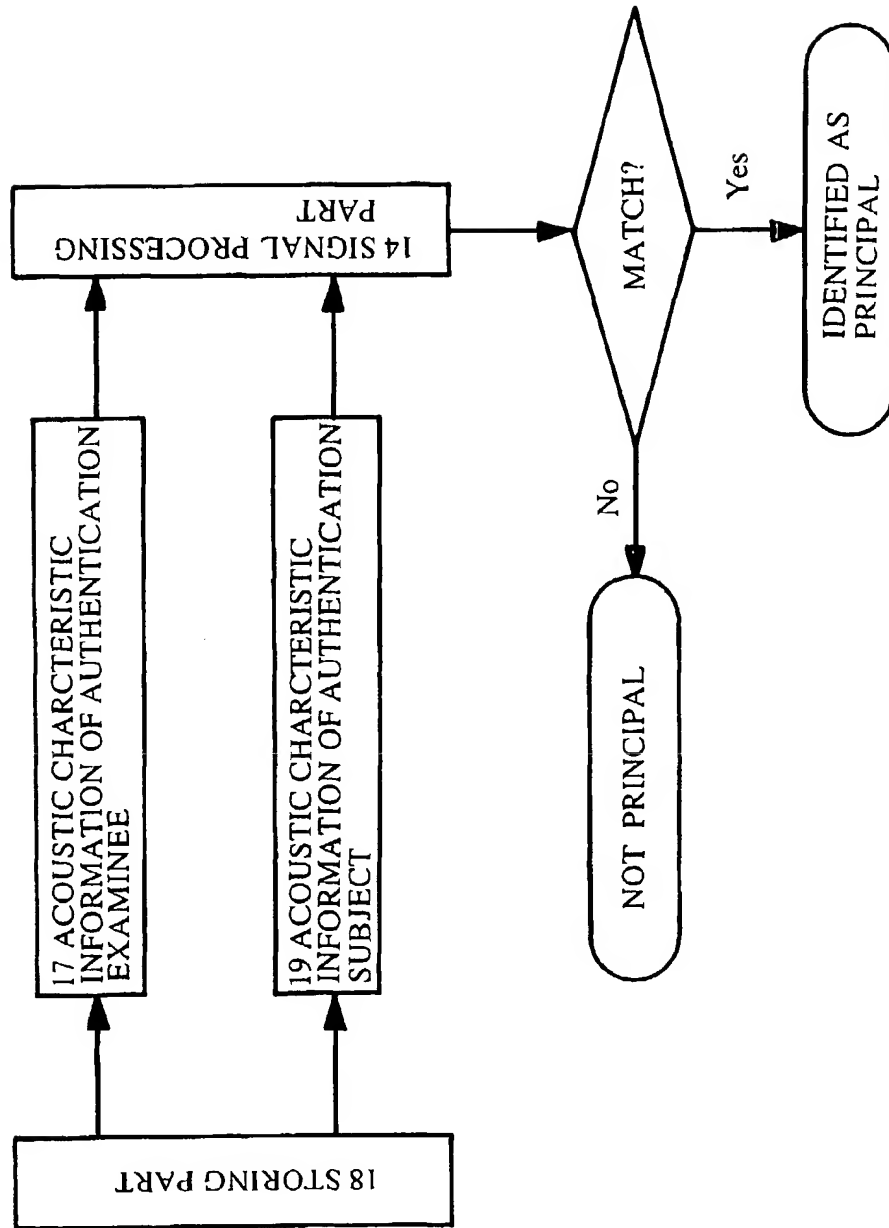 18 STORING PART
17 ACOUSTIC CHARCTERISTIC
INFORMATION OF AUTHENTICATION
EXAMINEE
19 ACOUSTIC CHARCTERISTIC
INFORMATION OF AUTHENTICATION
SUBJECT
14 SIGNAL PROCESSING
PART
MATCH?
No
Yes
NOT PRINCIPAL
IDENTIFIED AS
PRINCIPAL